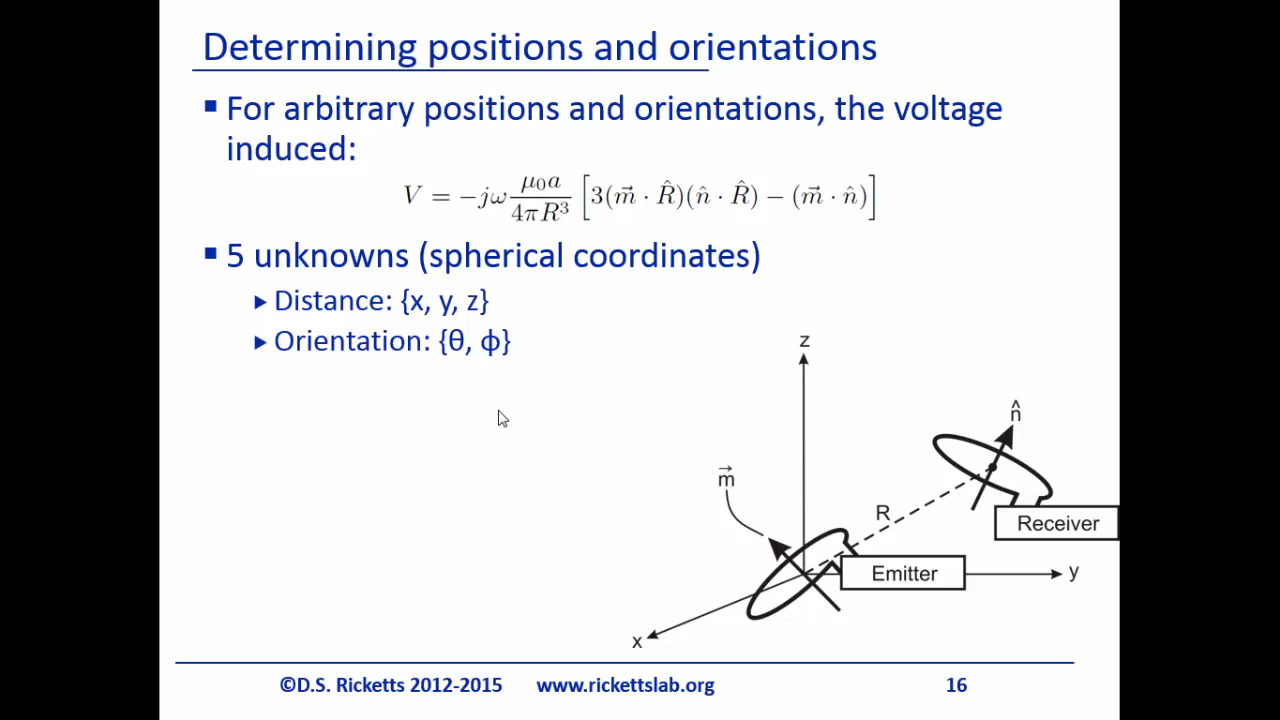 Determining positions and orientations
▪ For arbitrary positions and orientations, the voltage
induced:
V = −jω μ₀a / 4πR³ [3(m⃗ · R̂)(n̂ · R̂) − (m⃗ · n̂)]
▪ 5 unknowns (spherical coordinates)
▸ Distance: {x, y, z}
▸ Orientation: {θ, φ}
z
n̂
m⃗
R
Receiver
Emitter
y
x
©D.S. Ricketts 2012-2015 www.rickettslab.org 16